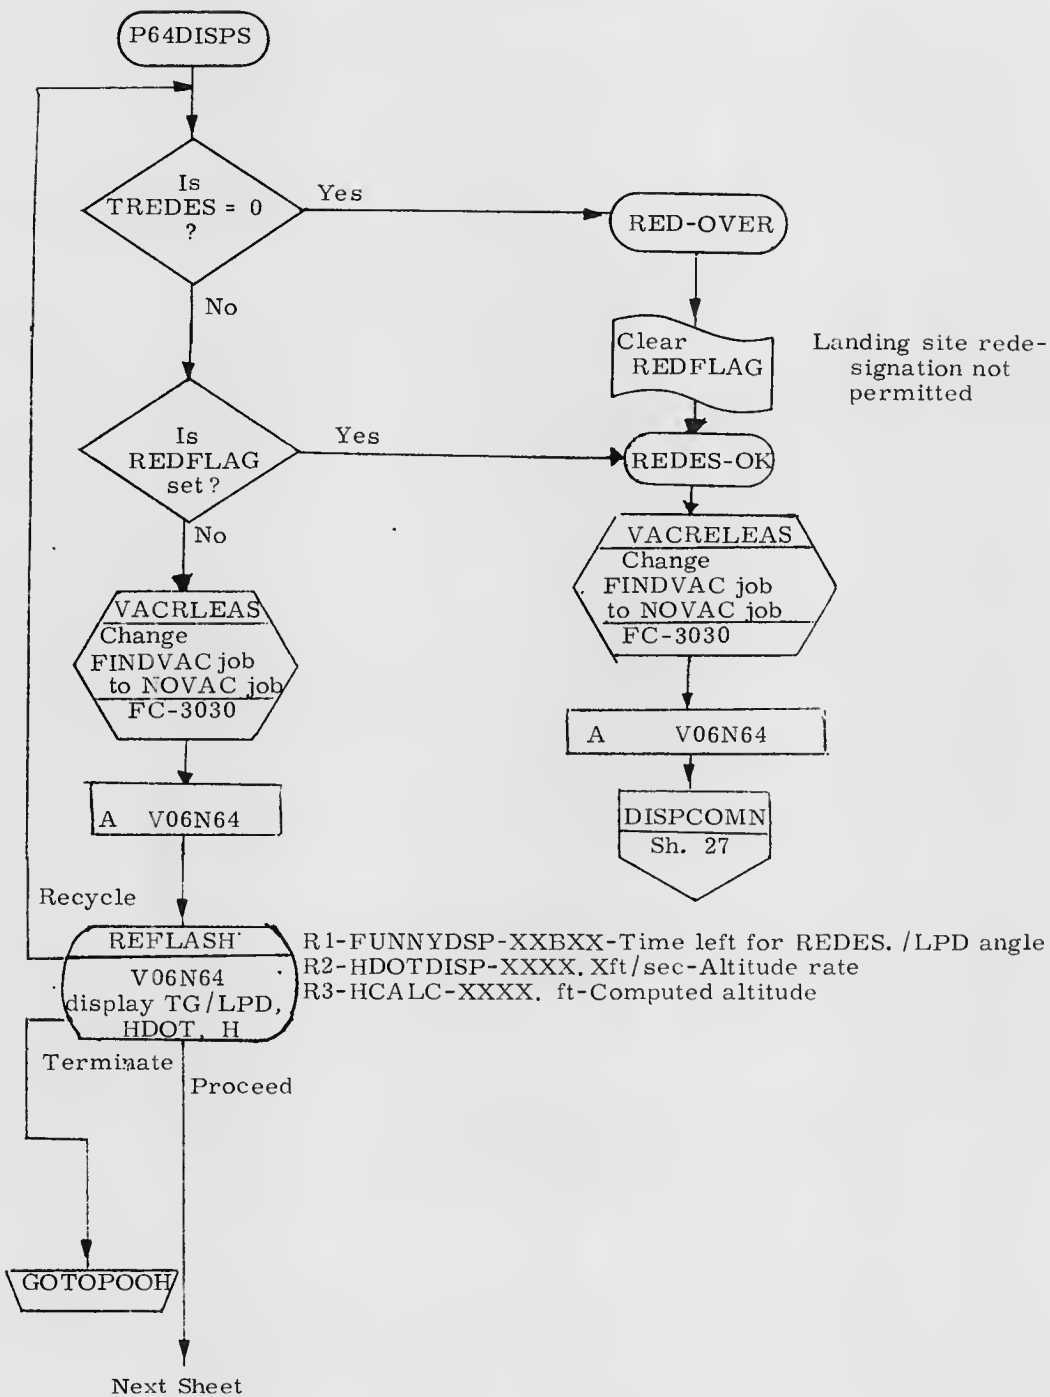 P64DISPS
Is
TREDES = 0
?
Yes
No
RED-OVER
Clear
REDFLAG
Landing site rede-
signation not
permitted
Is
REDFLAG
set?
Yes
No
REDES-OK
VACRELEAS
Change
FINDVAC job
to NOVAC job
FC-3030
A V06N64
DISPCOMN
Sh. 27
VACRLEAS
Change
FINDVAC job
to NOVAC job
FC-3030
A V06N64
Recycle
REFLASH
V06N64
display TG/LPD,
HDOT, H
R1-FUNNYDSP-XXBXX-Time left for REDES. /LPD angle
R2-HDOTDISP-XXXX. Xft/sec-Altitude rate
R3-HCALC-XXXX. ft-Computed altitude
Terminate
Proceed
GOTOPOOH
Next Sheet